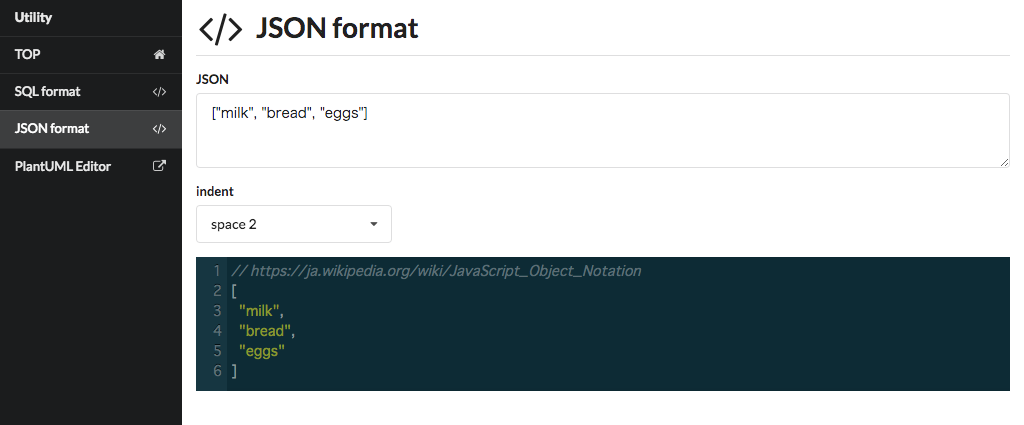 Utility
TOP
SQL format
JSON format
PlantUML Editor
</> JSON format
JSON
["milk", "bread", "eggs"]
indent
space 2
1 // https://ja.wikipedia.org/wiki/JavaScript_Object_Notation
2 [
3 "milk",
4 "bread",
5 "eggs"
6 ]